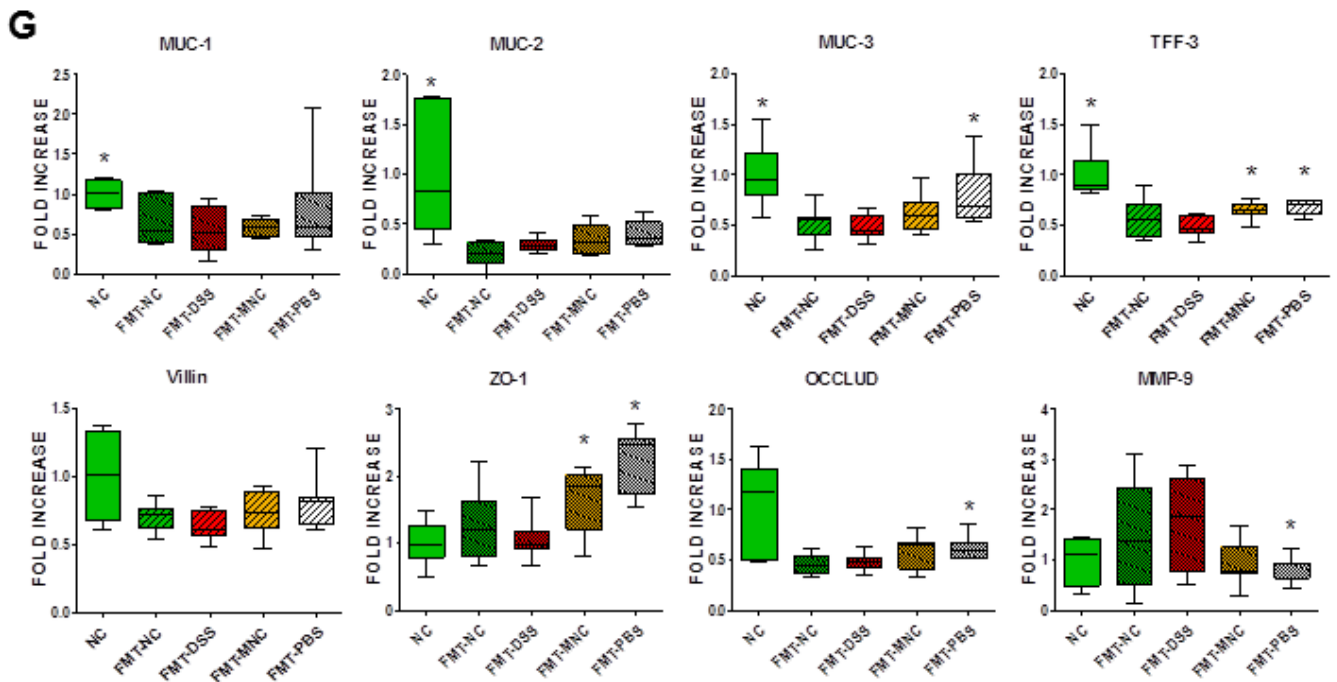 G
MUC-1
FOLD INCREASE
2.5
2.0
1.5
1.0
0.5
0.0
*
NC
FMT-NC
FMT-DSS
FMT-MNC
FMT-PBS
MUC-2
FOLD INCREASE
2.0
1.5
1.0
0.5
0.0
*
NC
FMT-NC
FMT-DSS
FMT-MNC
FMT-PBS
MUC-3
FOLD INCREASE
2.0
1.5
1.0
0.5
0.0
*
*
NC
FMT-NC
FMT-DSS
FMT-MNC
FMT-PBS
TFF-3
FOLD INCREASE
2.0
1.5
1.0
0.5
0.0
*
*
*
NC
FMT-NC
FMT-DSS
FMT-MNC
FMT-PBS
Villin
FOLD INCREASE
1.5
1.0
0.5
0.0
NC
FMT-NC
FMT-DSS
FMT-MNC
FMT-PBS
ZO-1
FOLD INCREASE
3
2
1
0
*
*
NC
FMT-NC
FMT-DSS
FMT-MNC
FMT-PBS
OCCLUD
FOLD INCREASE
2.0
1.5
1.0
0.5
0.0
*
NC
FMT-NC
FMT-DSS
FMT-MNC
FMT-PBS
MMP-9
FOLD INCREASE
4
3
2
1
0
*
NC
FMT-NC
FMT-DSS
FMT-MNC
FMT-PBS